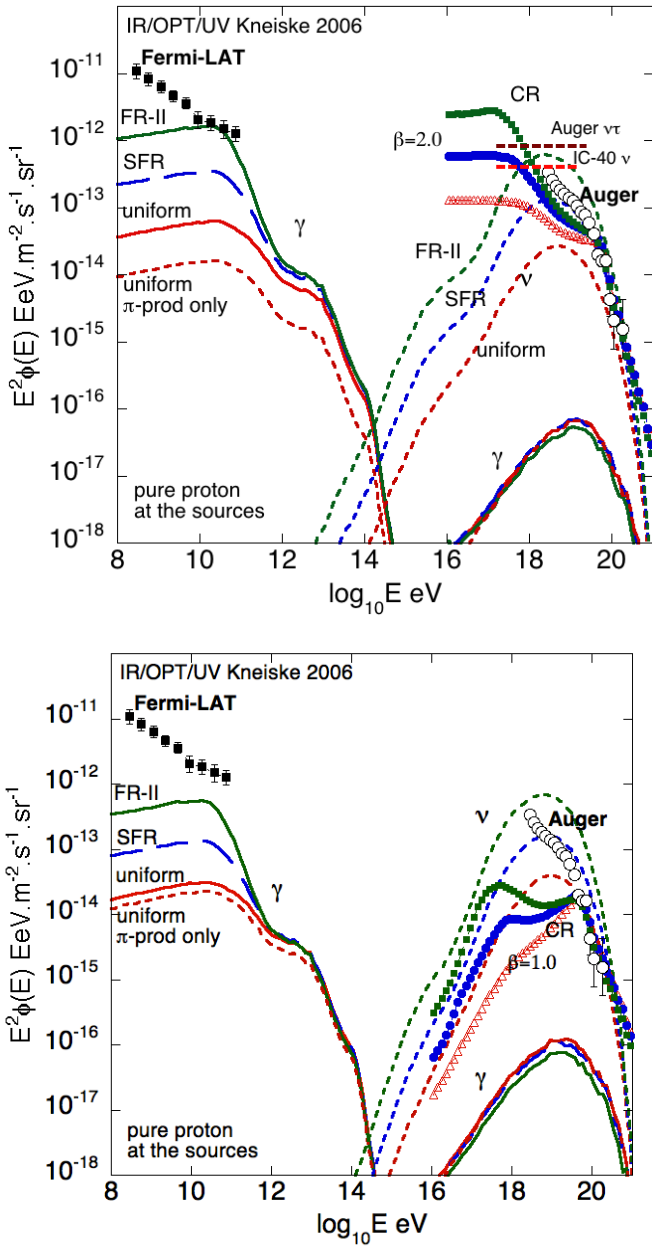 IR/OPT/UV Kneiske 2006
Fermi-LAT
10⁻¹¹
10⁻¹²
10⁻¹³
10⁻¹⁴
10⁻¹⁵
10⁻¹⁶
10⁻¹⁷
10⁻¹⁸
E²ϕ(E) EeV.m⁻².s⁻¹.sr⁻¹
FR-II
SFR
uniform
uniform
π-prod only
γ
CR
β=2.0
Auger ντ
IC-40 ν
Auger
FR-II
SFR
ν
uniform
γ
pure proton
at the sources
8 10 12 14 16 18 20
log₁₀E eV
IR/OPT/UV Kneiske 2006
Fermi-LAT
10⁻¹¹
10⁻¹²
10⁻¹³
10⁻¹⁴
10⁻¹⁵
10⁻¹⁶
10⁻¹⁷
10⁻¹⁸
E²ϕ(E) EeV.m⁻².s⁻¹.sr⁻¹
FR-II
SFR
uniform
uniform
π-prod only
γ
ν
Auger
CR
β=1.0
γ
pure proton
at the sources
8 10 12 14 16 18 20
log₁₀E eV